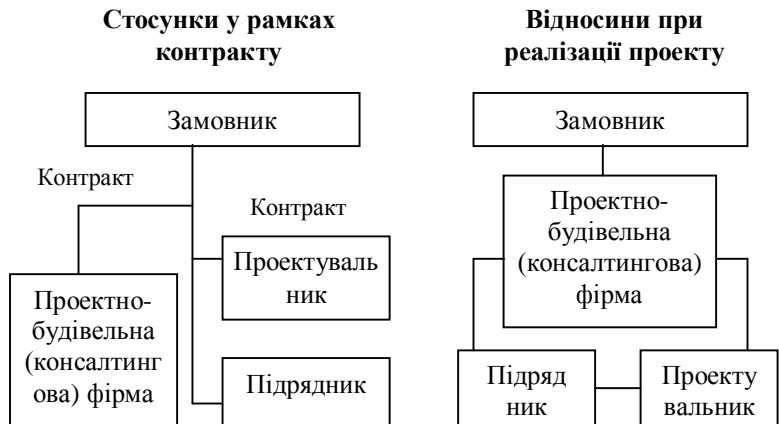 Стосунки у рамках
контракту
Замовник
Контракт
Контракт
Проектуваль
ник
Проектно-
будівельна
(консалтинг
ова) фірма
Підрядник
Відносини при
реалізації проекту
Замовник
Проектно-
будівельна
(консалтингова)
фірма
Підряд
ник
Проекту
вальник